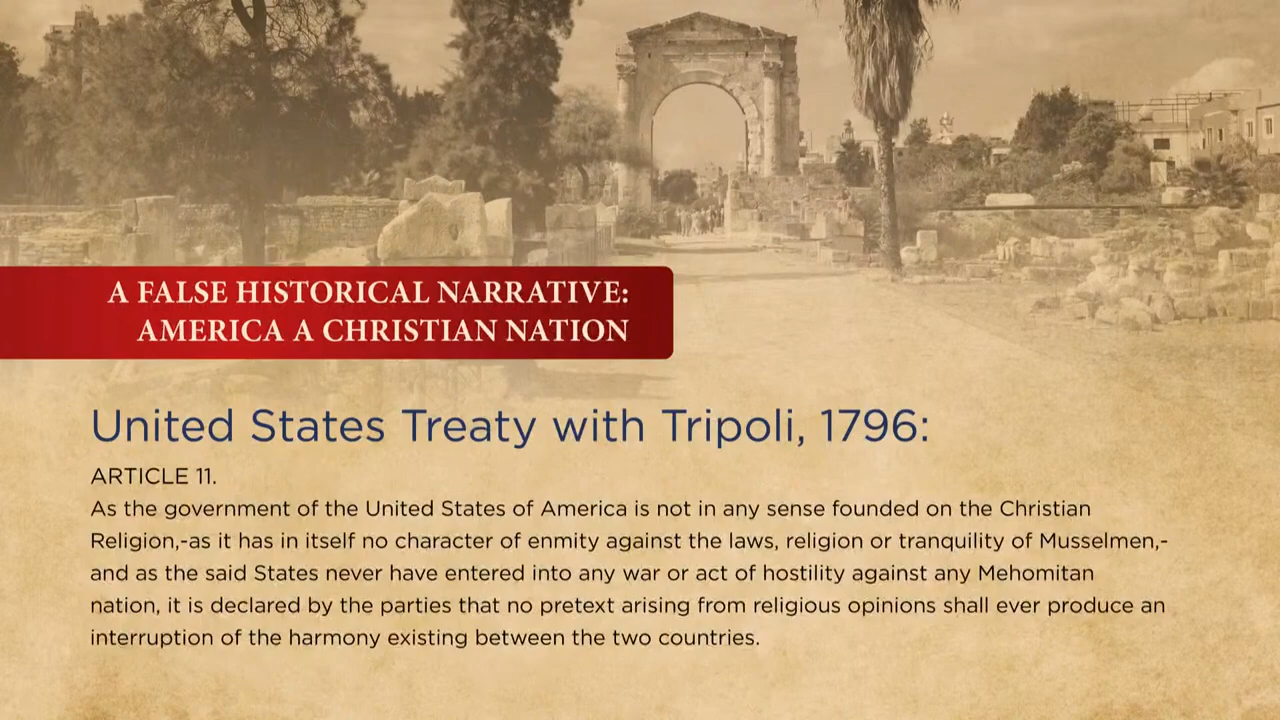 A FALSE HISTORICAL NARRATIVE:
AMERICA A CHRISTIAN NATION
United States Treaty with Tripoli, 1796:
ARTICLE 11.
As the government of the United States of America is not in any sense founded on the Christian
Religion,-as it has in itself no character of enmity against the laws, religion or tranquility of Musselmen,-
and as the said States never have entered into any war or act of hostility against any Mehomitan
nation, it is declared by the parties that no pretext arising from religious opinions shall ever produce an
interruption of the harmony existing between the two countries.